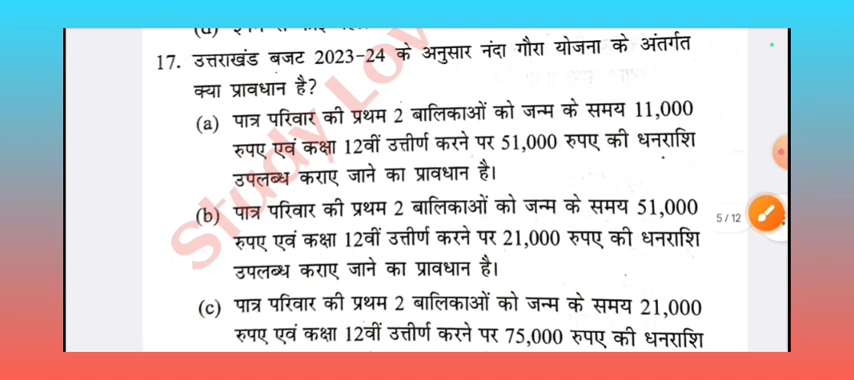 17. उत्तराखंड बजट 2023-24 के अनुसार नंदा गौरा योजना के अंतर्गत
क्या प्रावधान है?
(a) पात्र परिवार की प्रथम 2 बालिकाओं को जन्म के समय 11,000
रुपए एवं कक्षा 12वीं उत्तीर्ण करने पर 51,000 रुपए की धनराशि
उपलब्ध कराए जाने का प्रावधान है।
(b) पात्र परिवार की प्रथम 2 बालिकाओं को जन्म के समय 51,000
रुपए एवं कक्षा 12वीं उत्तीर्ण करने पर 21,000 रुपए की धनराशि
उपलब्ध कराए जाने का प्रावधान है।
(c) पात्र परिवार की प्रथम 2 बालिकाओं को जन्म के समय 21,000
रुपए एवं कक्षा 12वीं उत्तीर्ण करने पर 75,000 रुपए की धनराशि
5/12
Study Lov